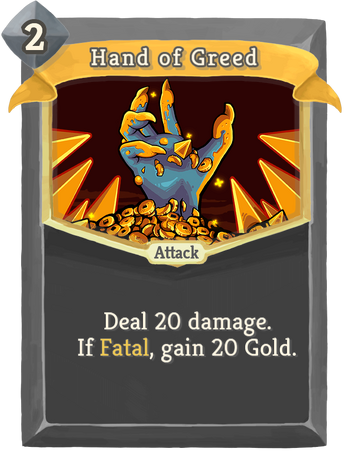 2
Hand of Greed
Attack
Deal 20 damage.
If Fatal, gain 20 Gold.